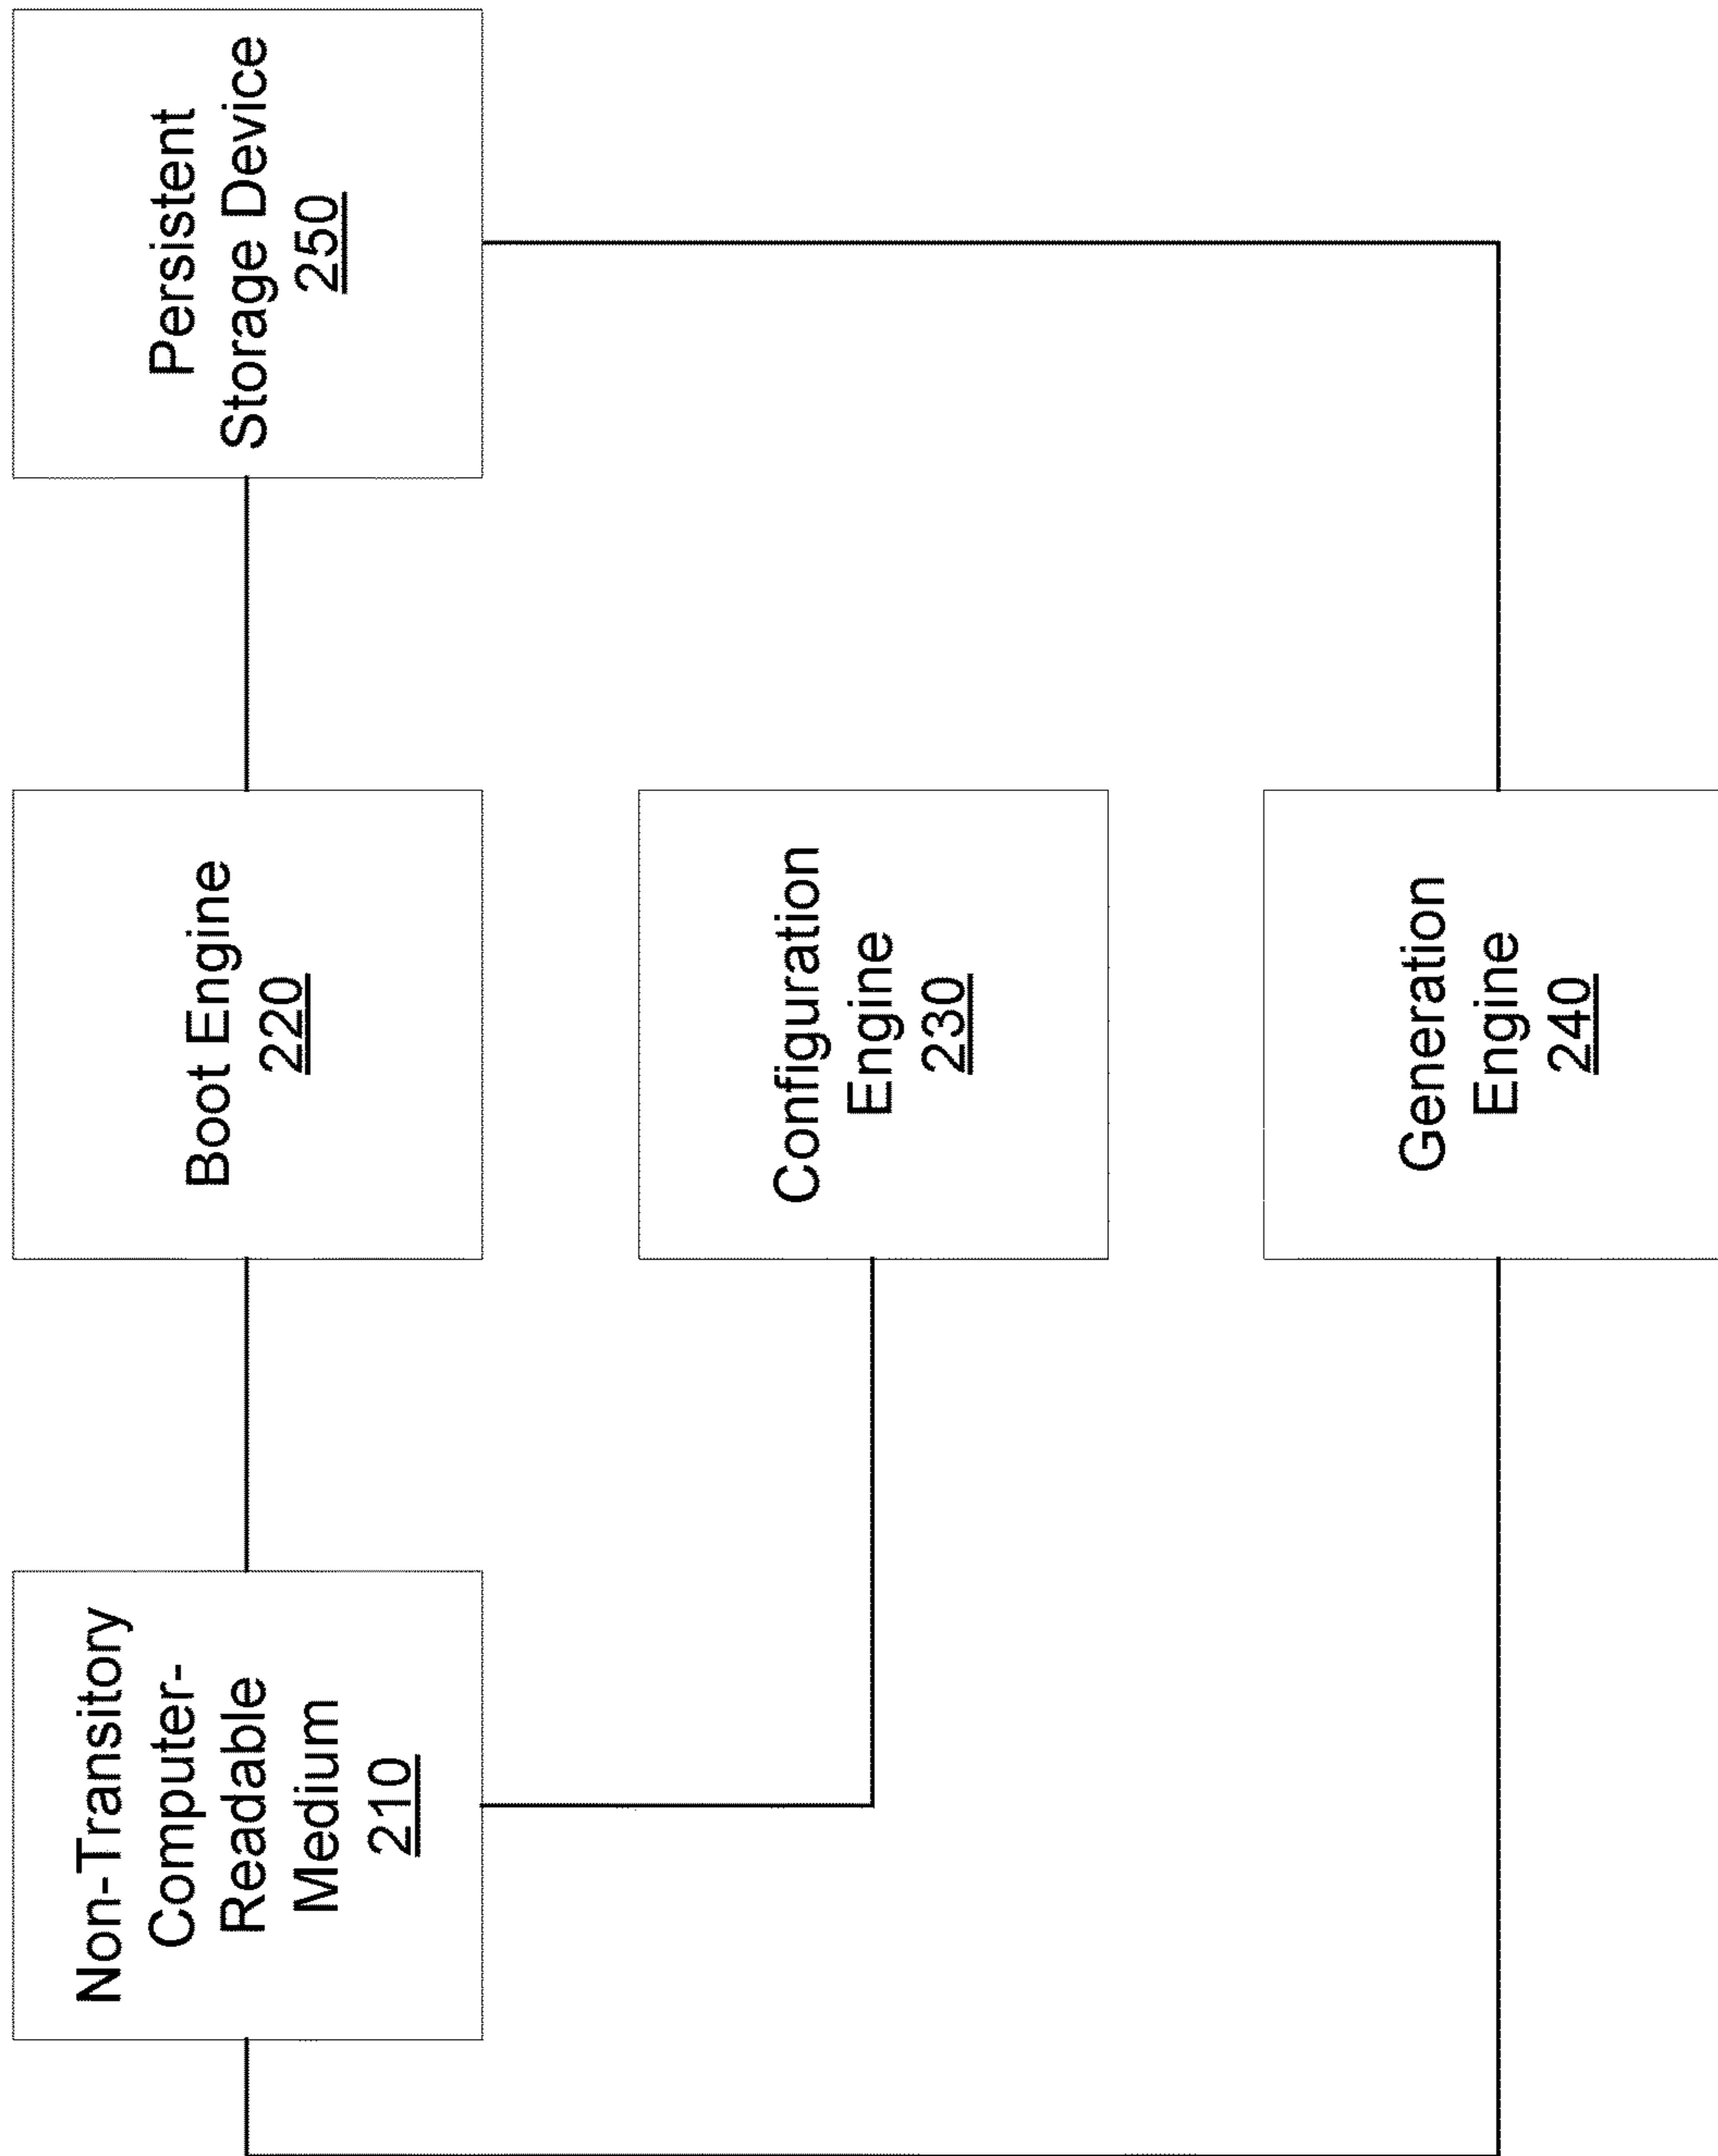 Non-Transitory
Computer-
Readable
Medium
210
Boot Engine
220
Persistent
Storage Device
250
Configuration
Engine
230
Generation
Engine
240